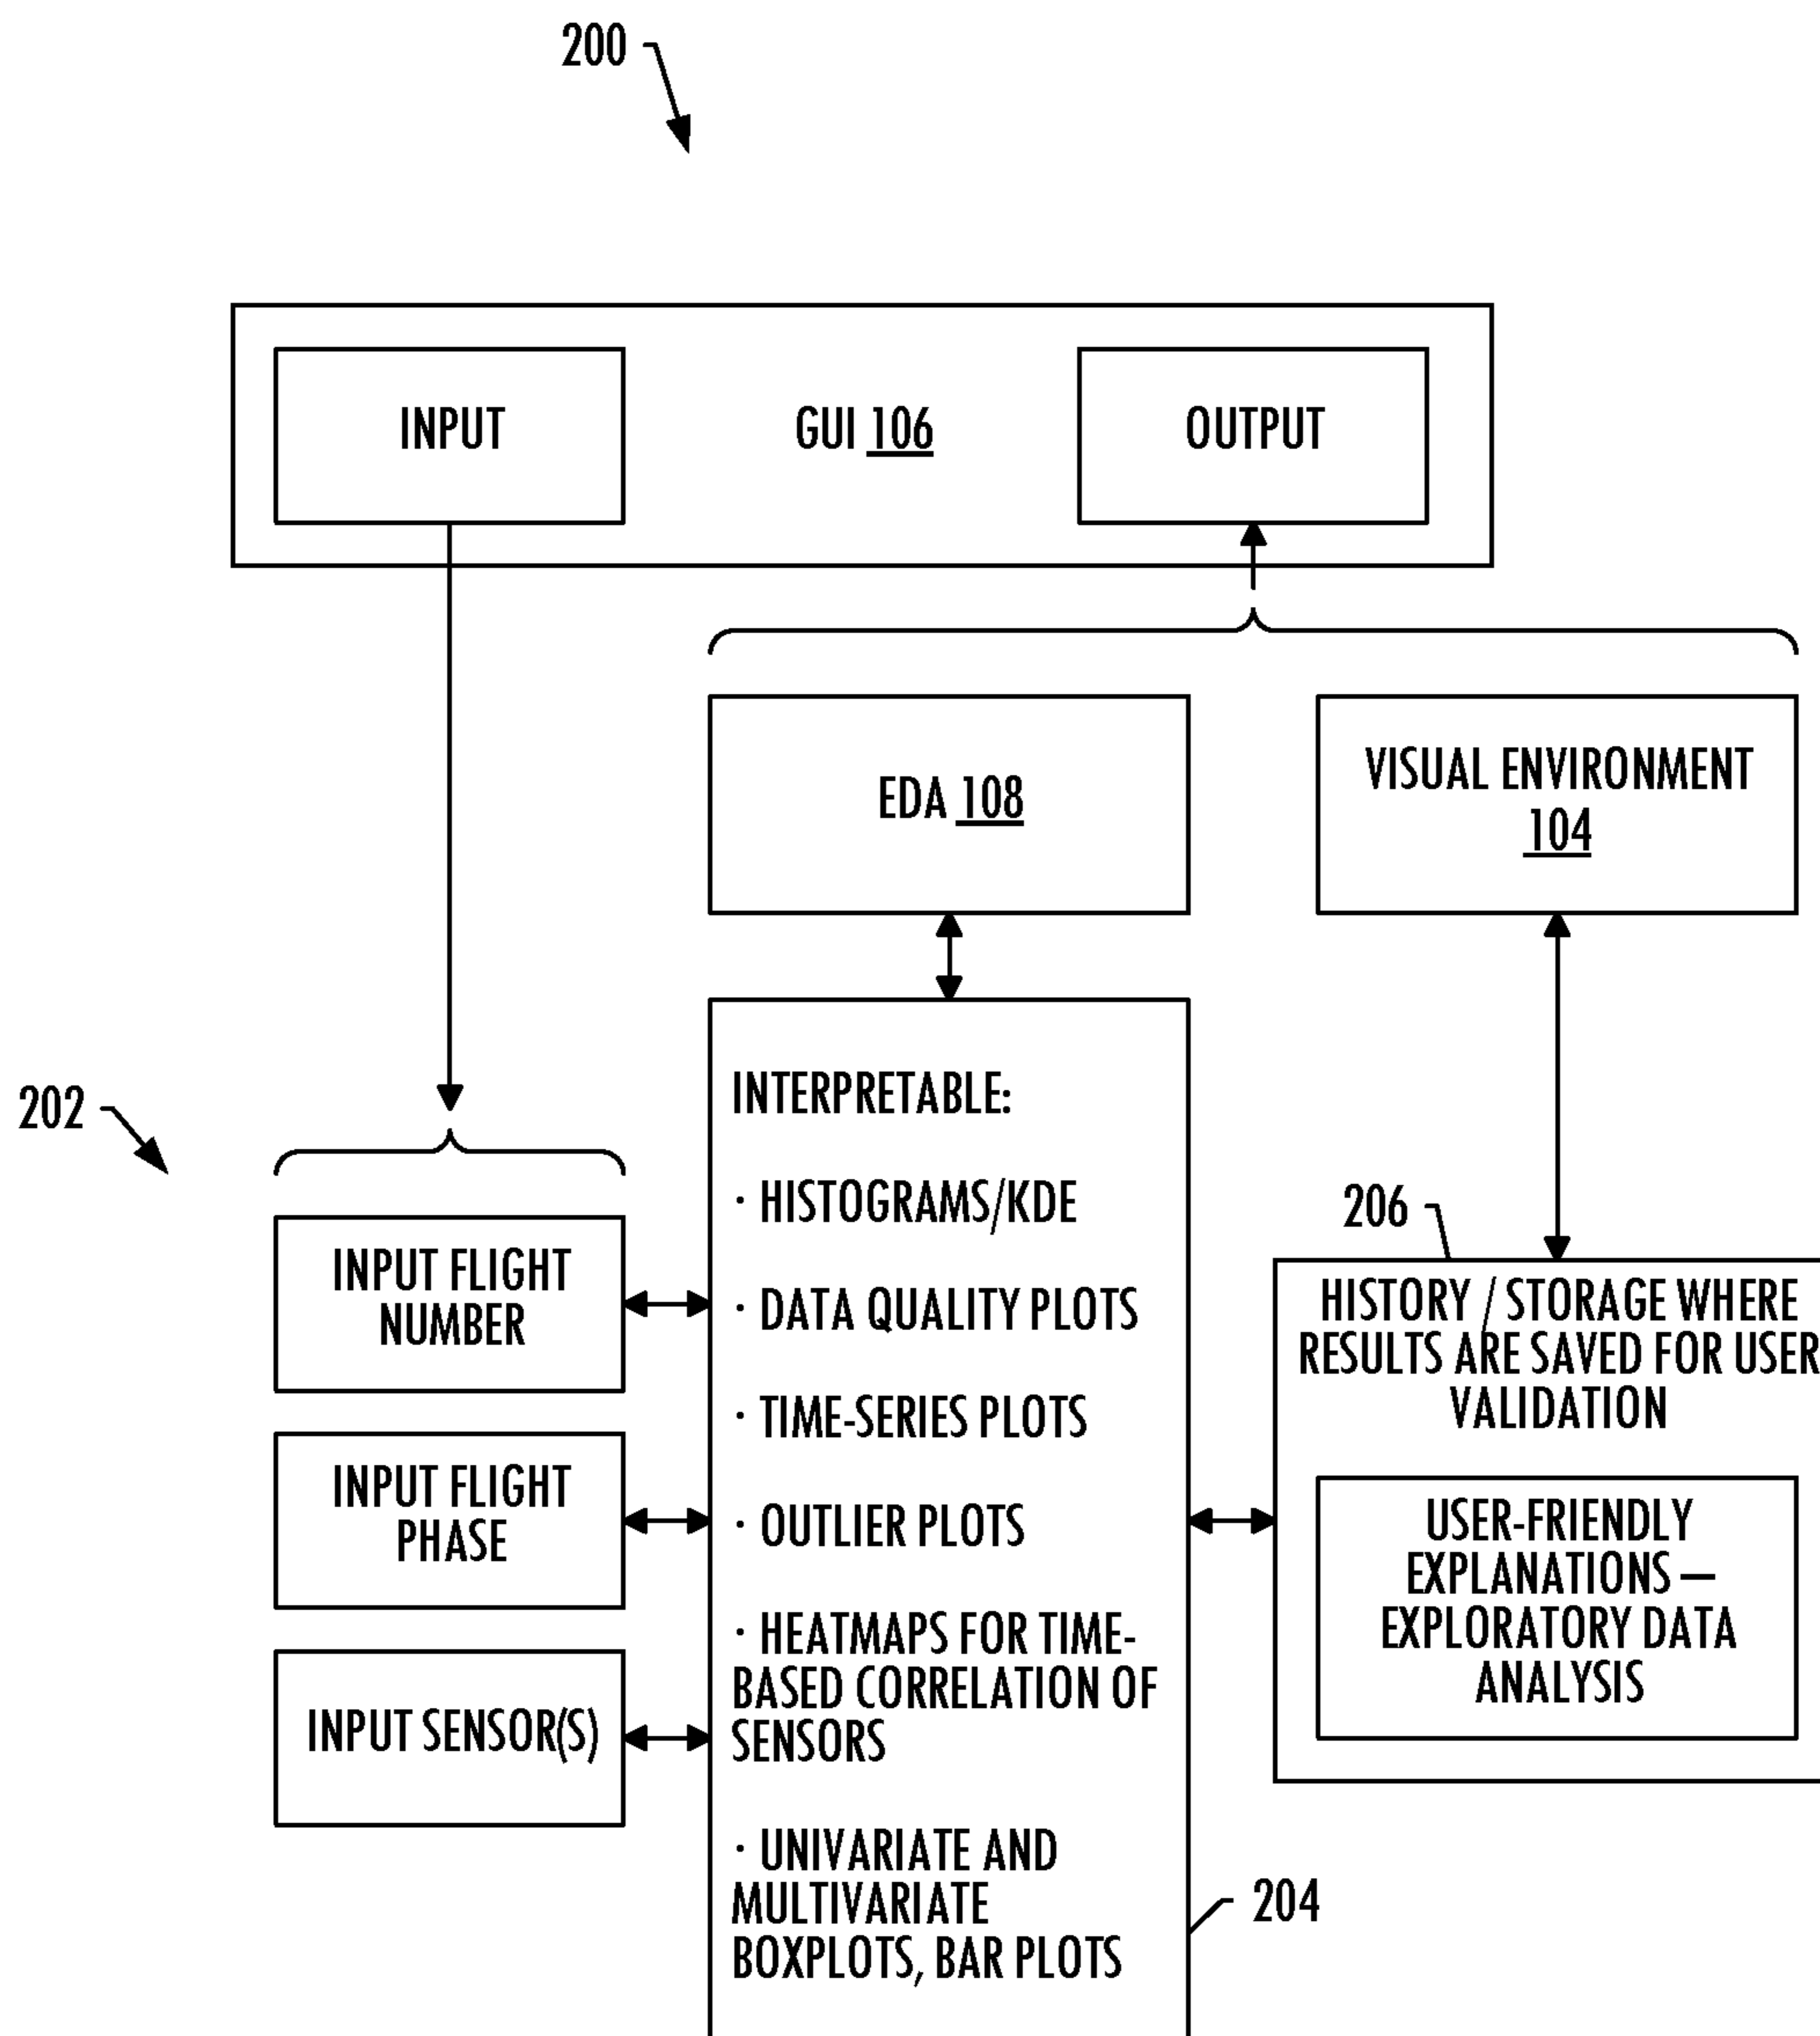 200
INPUT
GUI 106
OUTPUT
EDA 108
VISUAL ENVIRONMENT
104
202
INPUT FLIGHT
NUMBER
INPUT FLIGHT
PHASE
INPUT SENSOR(S)
INTERPRETABLE:
· HISTOGRAMS/KDE
· DATA QUALITY PLOTS
· TIME-SERIES PLOTS
· OUTLIER PLOTS
· HEATMAPS FOR TIME-
BASED CORRELATION OF
SENSORS
· UNIVARIATE AND
MULTIVARIATE
BOXPLOTS, BAR PLOTS
204
206
HISTORY / STORAGE WHERE
RESULTS ARE SAVED FOR USER
VALIDATION
USER-FRIENDLY
EXPLANATIONS —
EXPLORATORY DATA
ANALYSIS